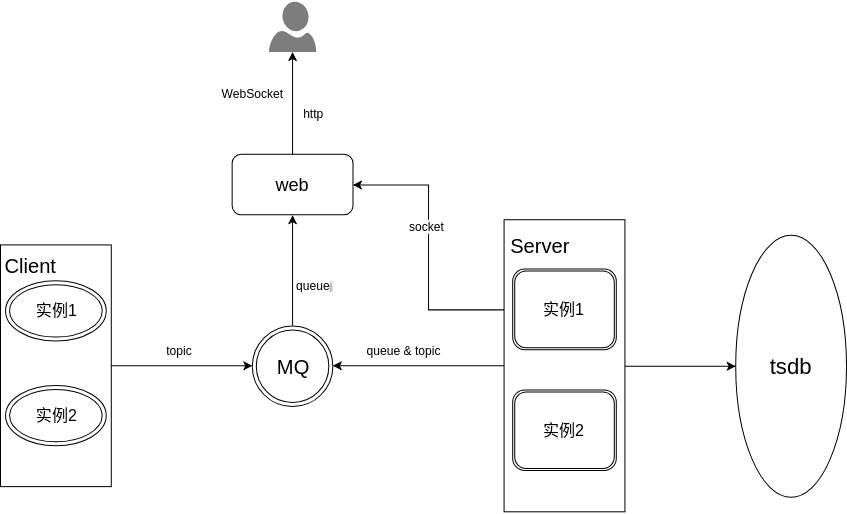 WebSocket
http
web
socket
Server
Client
实例1
实例1
queue
topic
MQ
queue & topic
tsdb
实例2
实例2